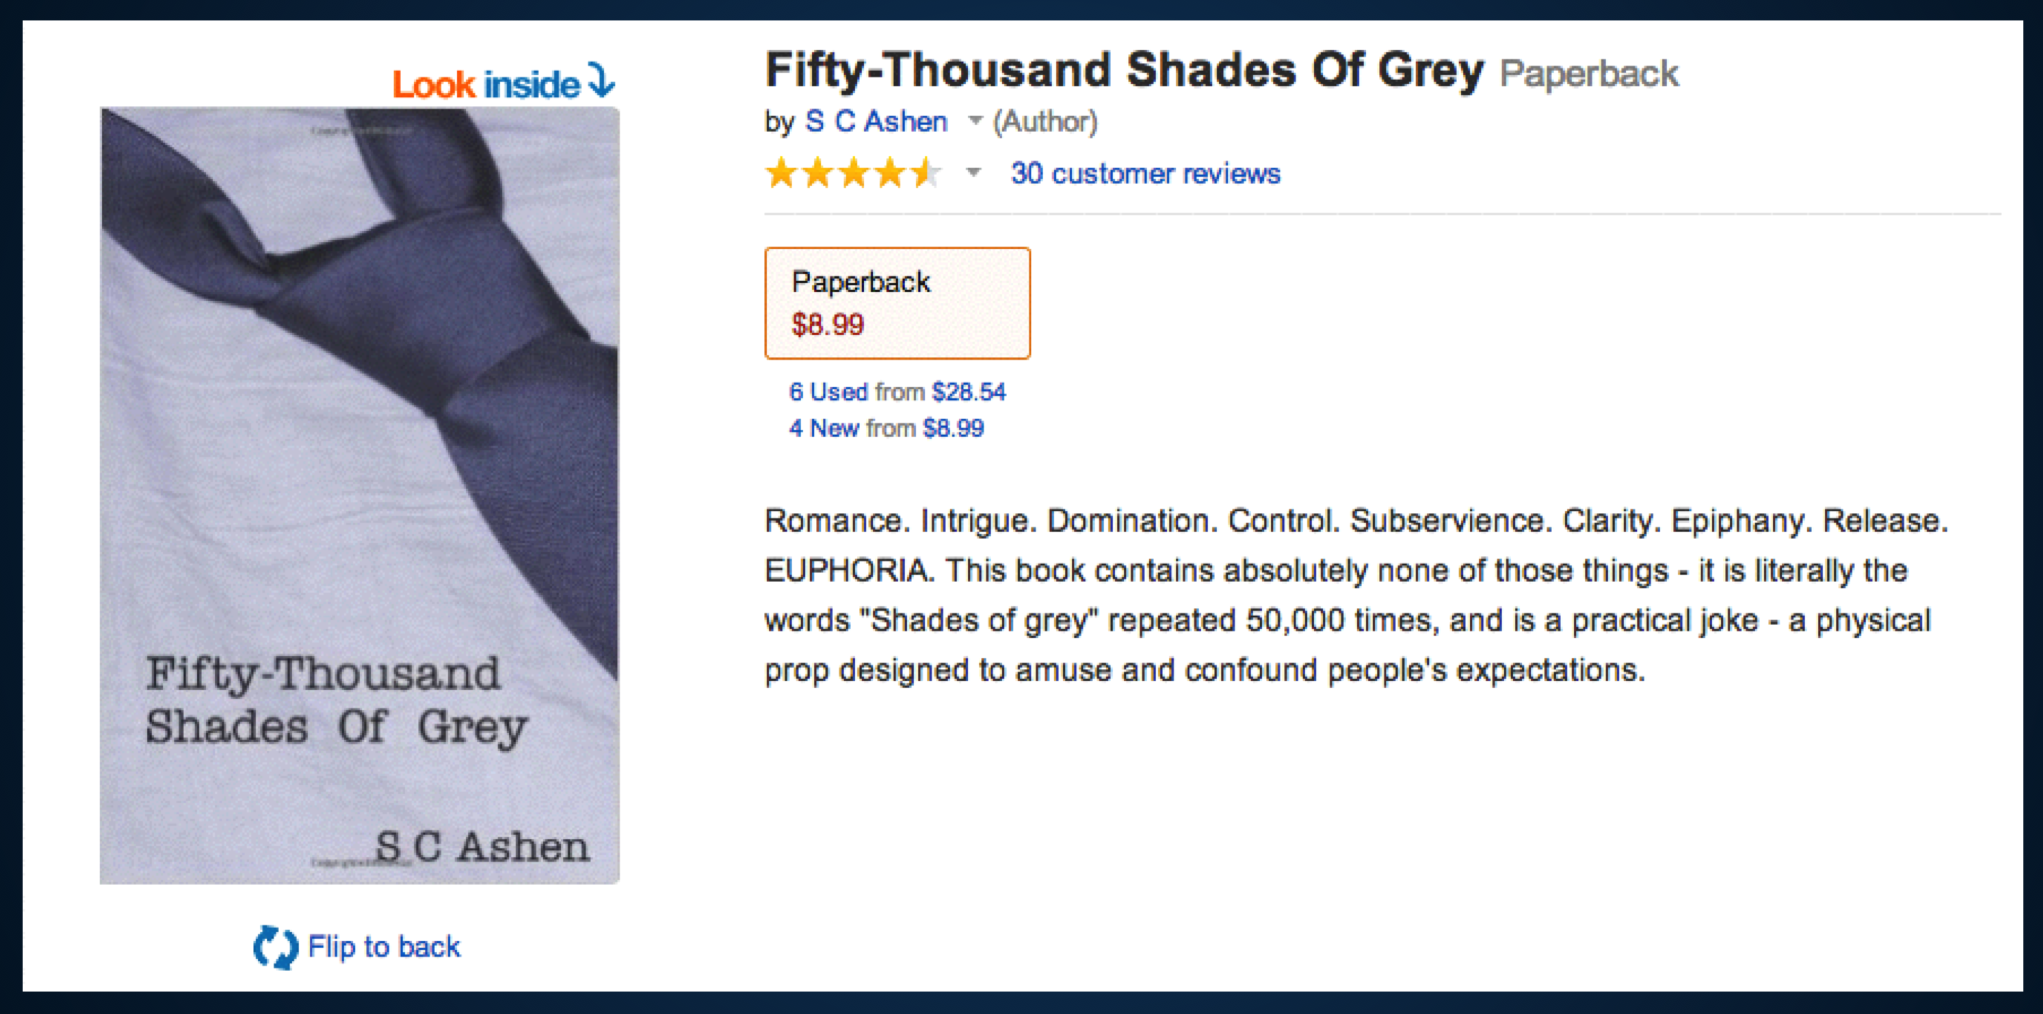 Look inside
Fifty-Thousand
Shades Of Grey
S C Ashen
Flip to back
Fifty-Thousand Shades Of Grey Paperback
by S C Ashen (Author)
30 customer reviews
Paperback
$8.99
6 Used from $28.54
4 New from $8.99
Romance. Intrigue. Domination. Control. Subservience. Clarity. Epiphany. Release.
EUPHORIA. This book contains absolutely none of those things - it is literally the
words "Shades of grey" repeated 50,000 times, and is a practical joke - a physical
prop designed to amuse and confound people's expectations.